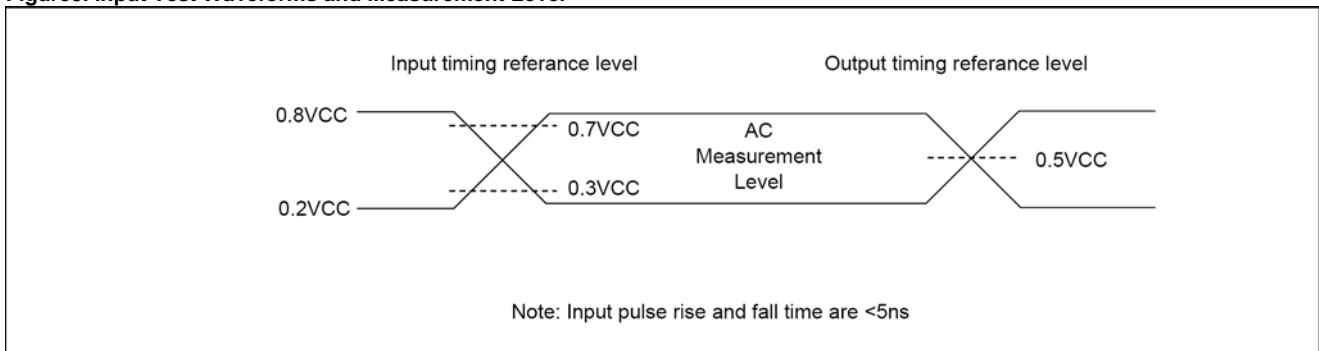 Input timing referance level
Output timing referance level
0.8VCC
0.7VCC
AC
Measurement
Level
0.5VCC
0.3VCC
0.2VCC
Note: Input pulse rise and fall time are <5ns